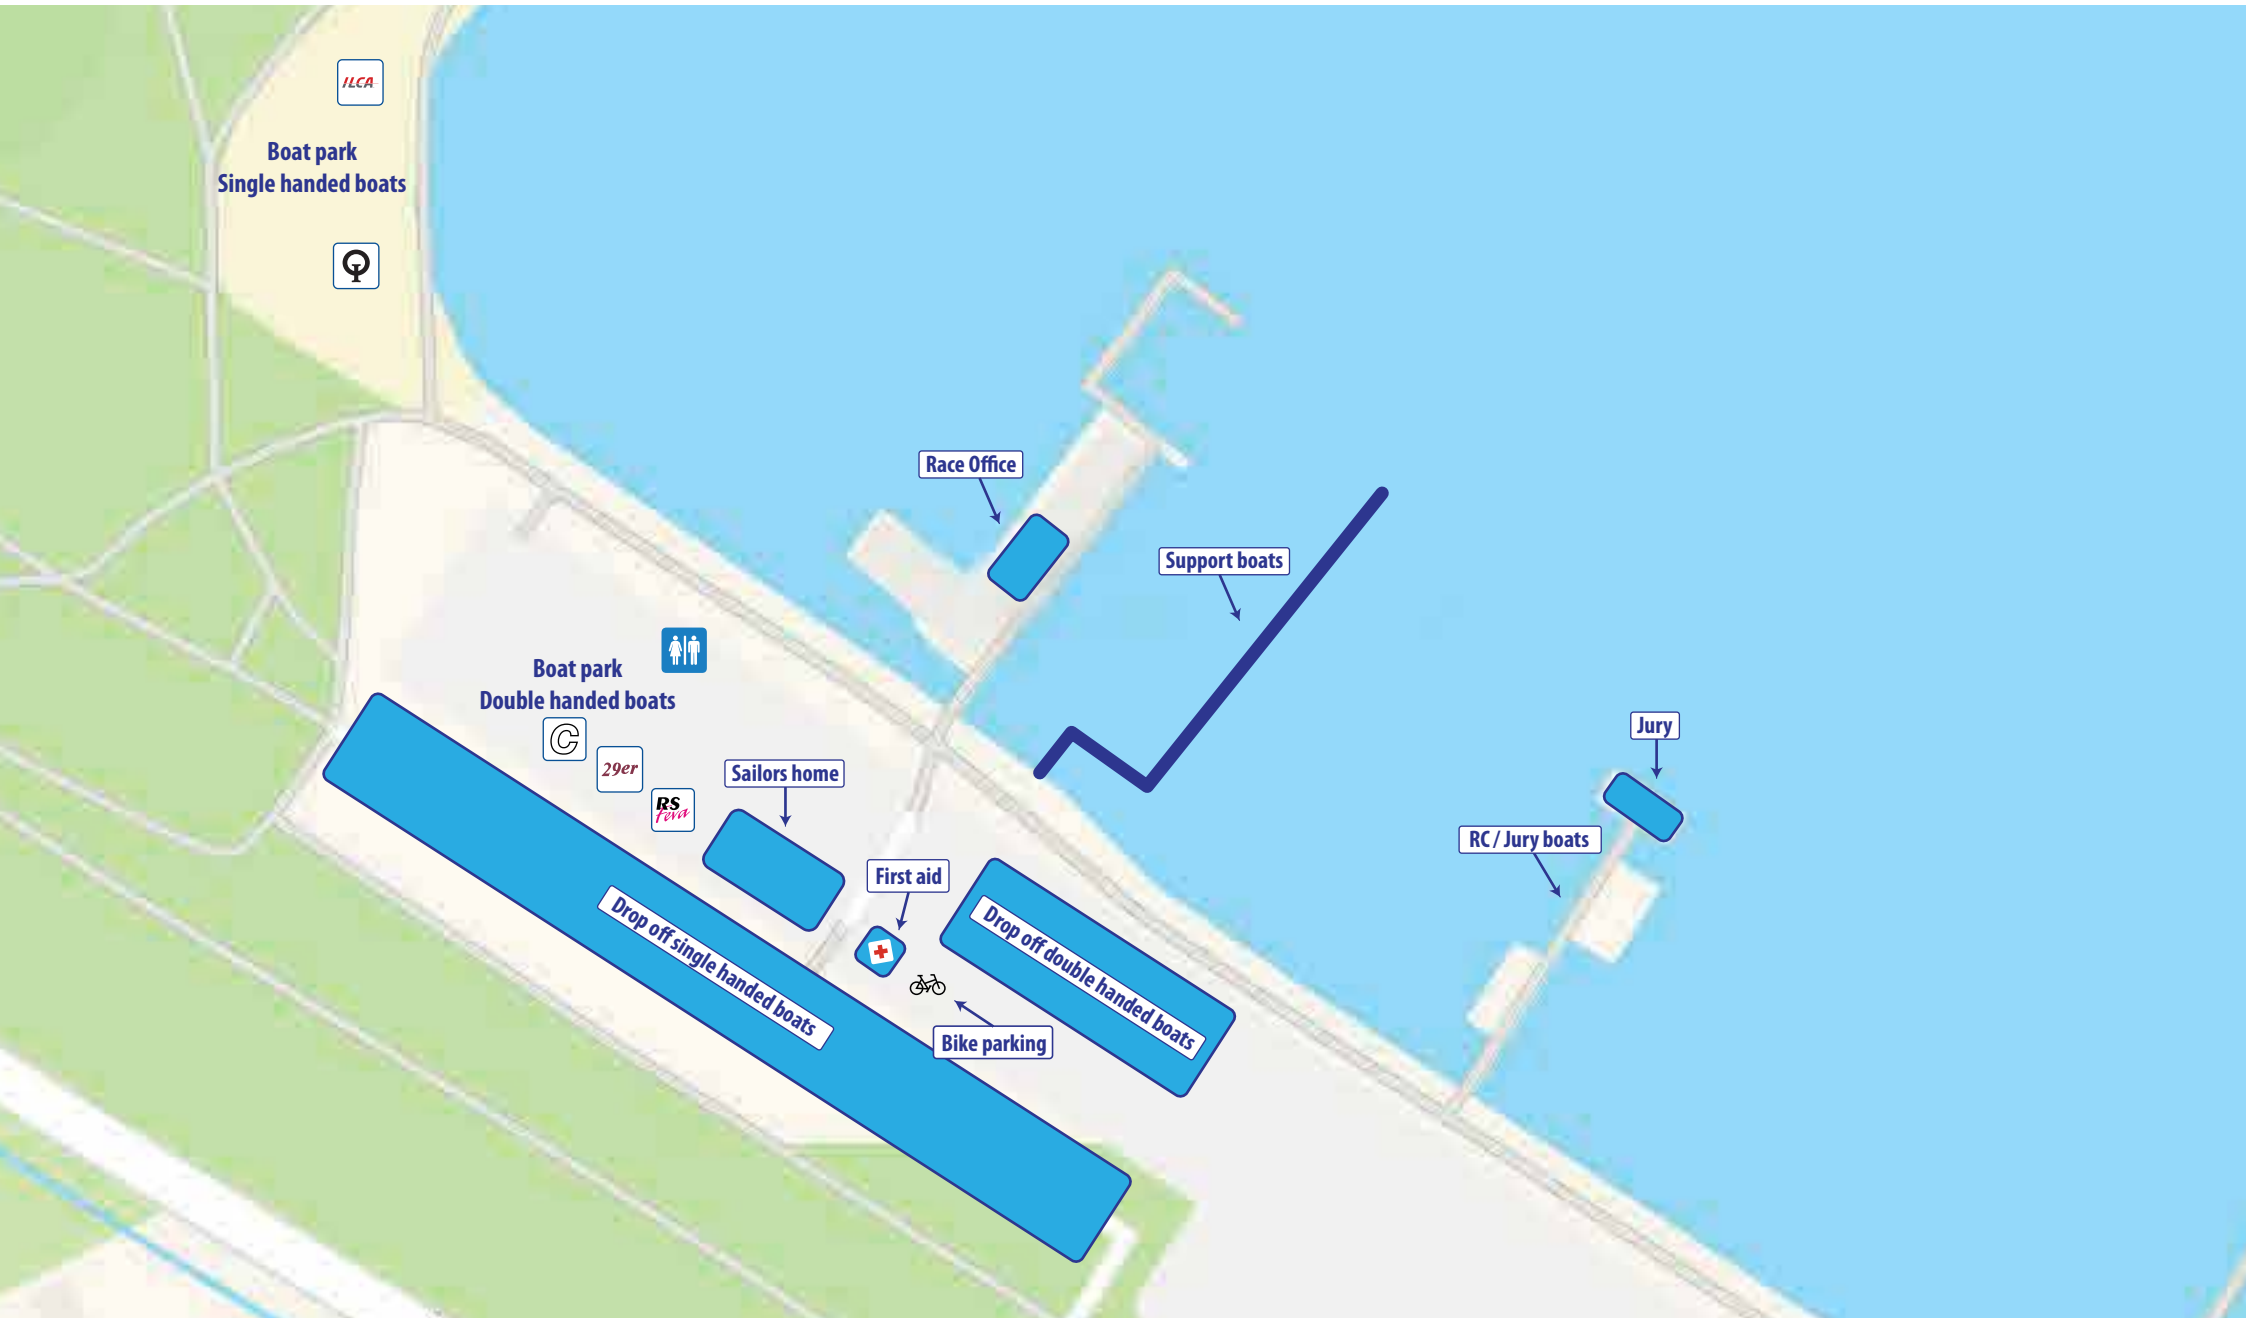 ILCA
Boat park
Single handed boats
Race Office
Support boats
Boat park
Double handed boats
C
29er
RS
Feva
Sailors home
Jury
RC / Jury boats
First aid
Drop off single handed boats
Drop off double handed boats
Bike parking